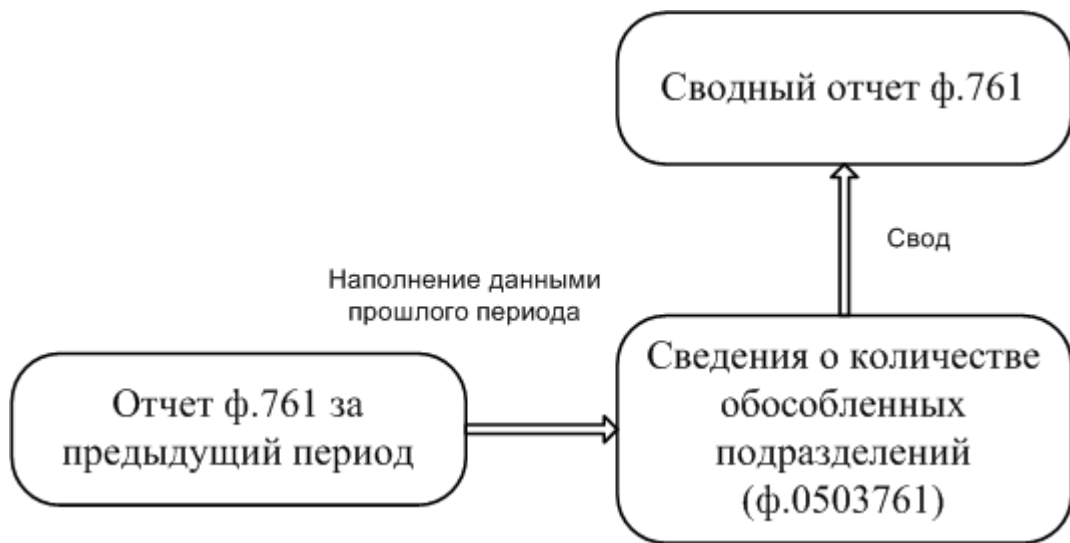 Сводный отчет ф.761
Свод
Наполнение данными
прошлого периода
Отчет ф.761 за
предыдущий период
Сведения о количестве
обособленных
подразделений
(ф.0503761)